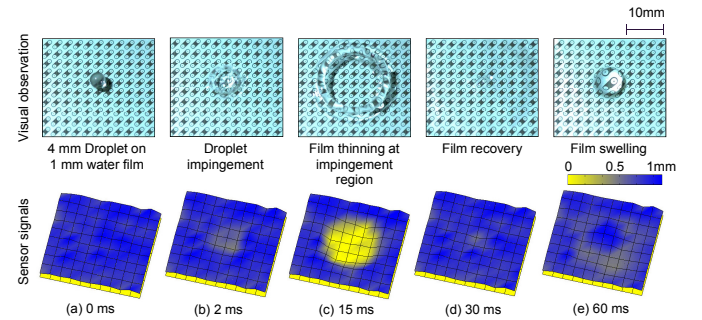 10mm
Visual observation
4 mm Droplet on
1 mm water film
Droplet
impingement
Film thinning at
impingement
region
Film recovery
Film swelling
0 0.5 1mm
Sensor signals
(a) 0 ms
(b) 2 ms
(c) 15 ms
(d) 30 ms
(e) 60 ms